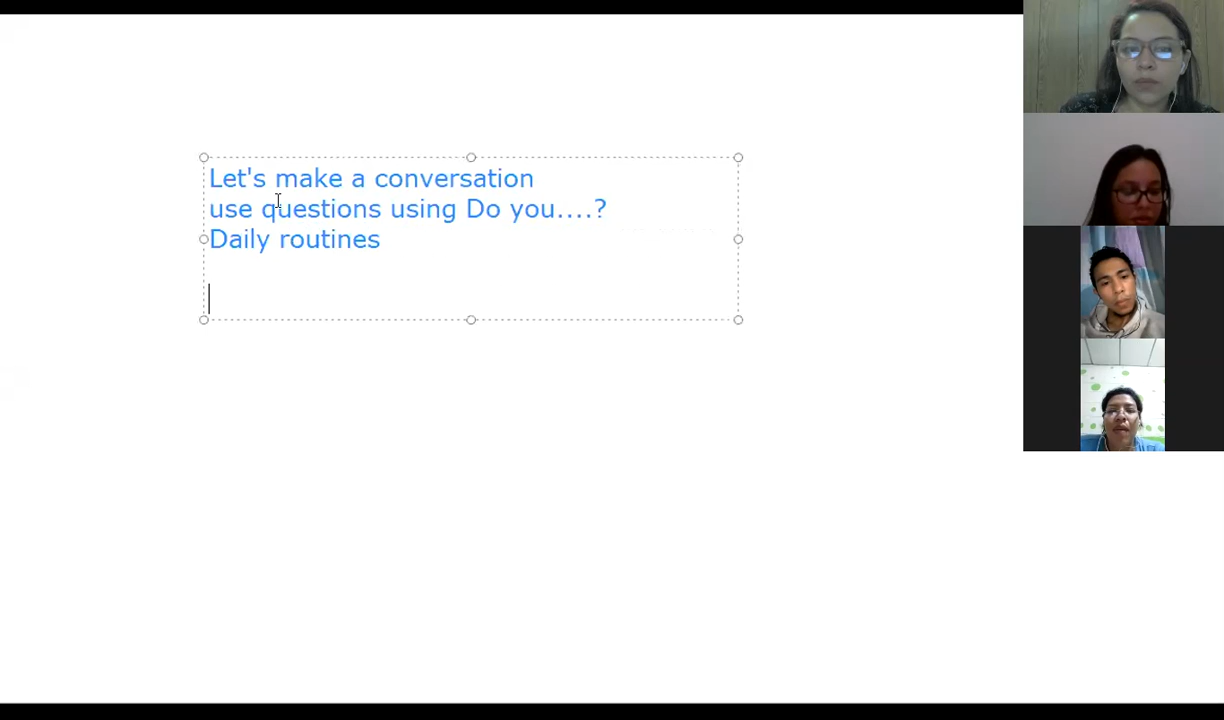 Let's make a conversation
use questions using Do you....?
Daily routines